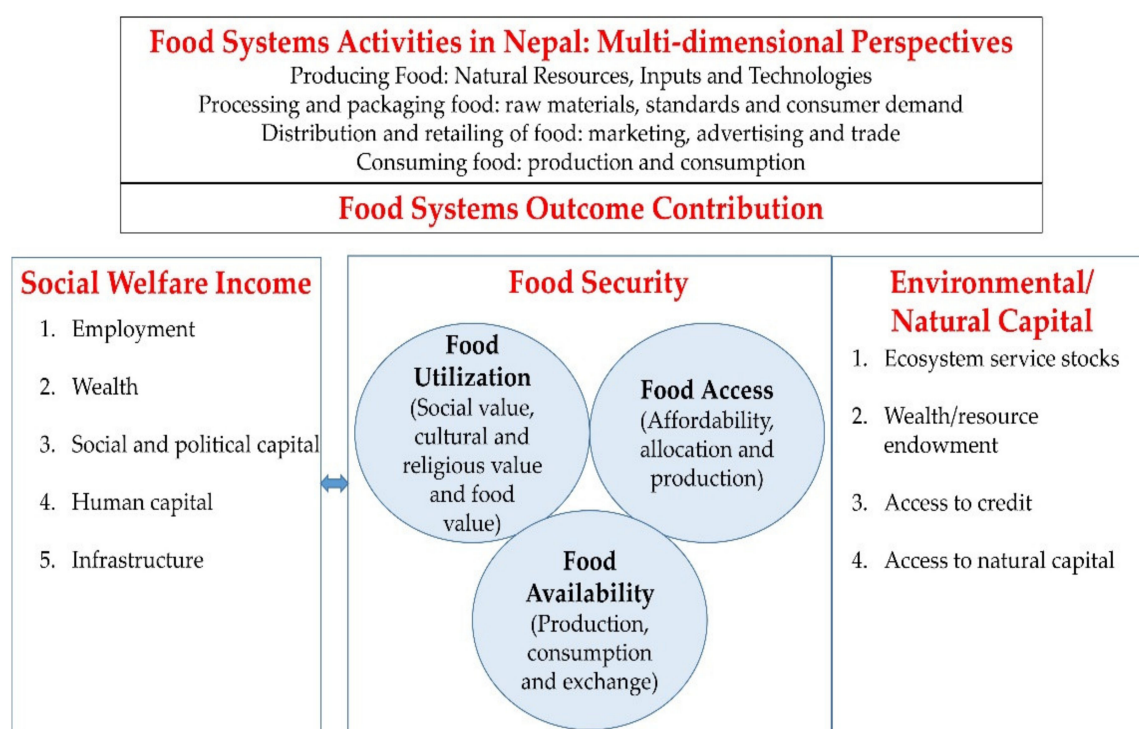 Food Systems Activities in Nepal: Multi-dimensional Perspectives
Producing Food: Natural Resources, Inputs and Technologies
Processing and packaging food: raw materials, standards and consumer demand
Distribution and retailing of food: marketing, advertising and trade
Consuming food: production and consumption
Food Systems Outcome Contribution
Social Welfare Income
1. Employment
2. Wealth
3. Social and political capital
4. Human capital
5. Infrastructure
Food Security
Food
Utilization
(Social value,
cultural and
religious value
and food
value)
Food Access
(Affordability,
allocation and
production)
Food
Availability
(Production,
consumption
and exchange)
Environmental/
Natural Capital
1. Ecosystem service stocks
2. Wealth/resource
endowment
3. Access to credit
4. Access to natural capital